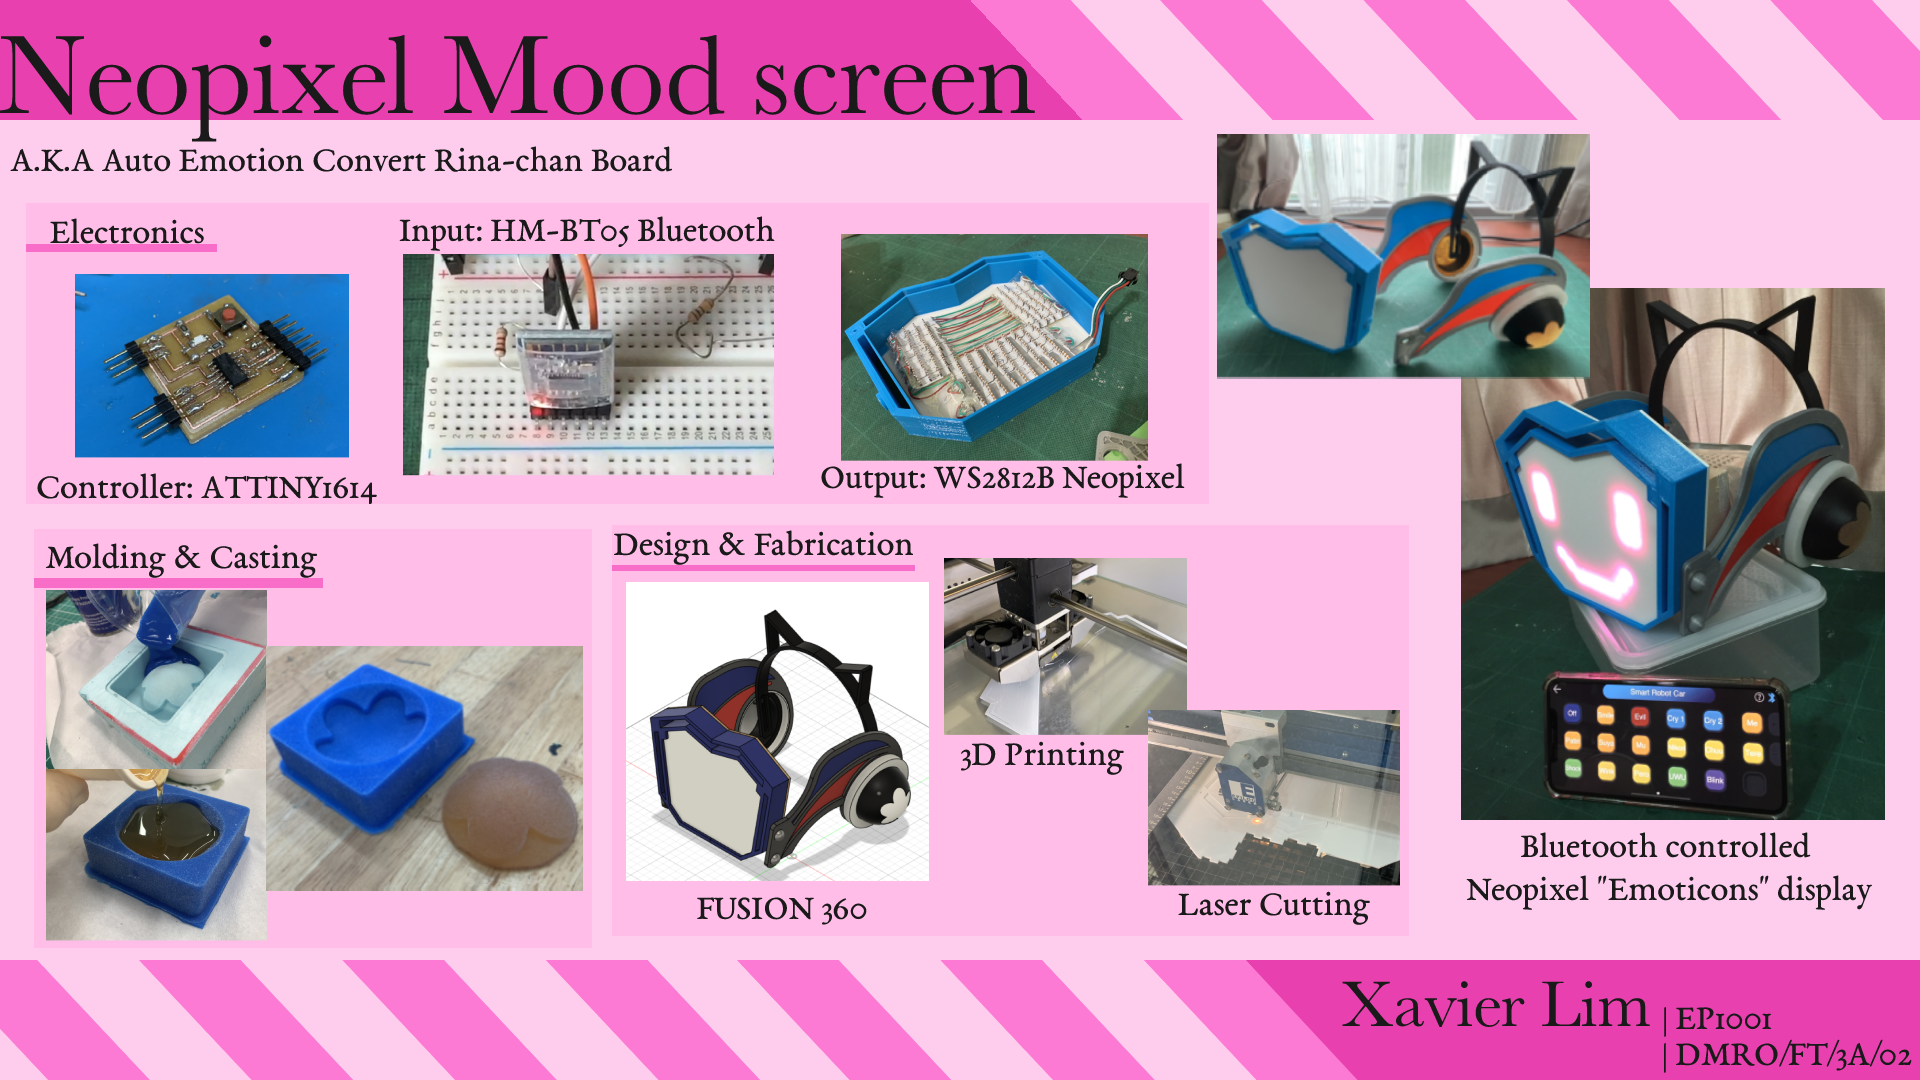 Neopixel Mood screen
A.K.A Auto Emotion Convert Rina-chan Board
Electronics
Input: HM-BT05 Bluetooth
Controller: ATTINY1614
Output: WS2812B Neopixel
Molding & Casting
Design & Fabrication
FUSION 360
3D Printing
Laser Cutting
Smart Robot Car
Off
Evil
Cry 1
Cry 2
UWU
Blink
Bluetooth controlled
Neopixel "Emoticons" display
Xavier Lim
| EP1001
| DMRO/FT/3A/02